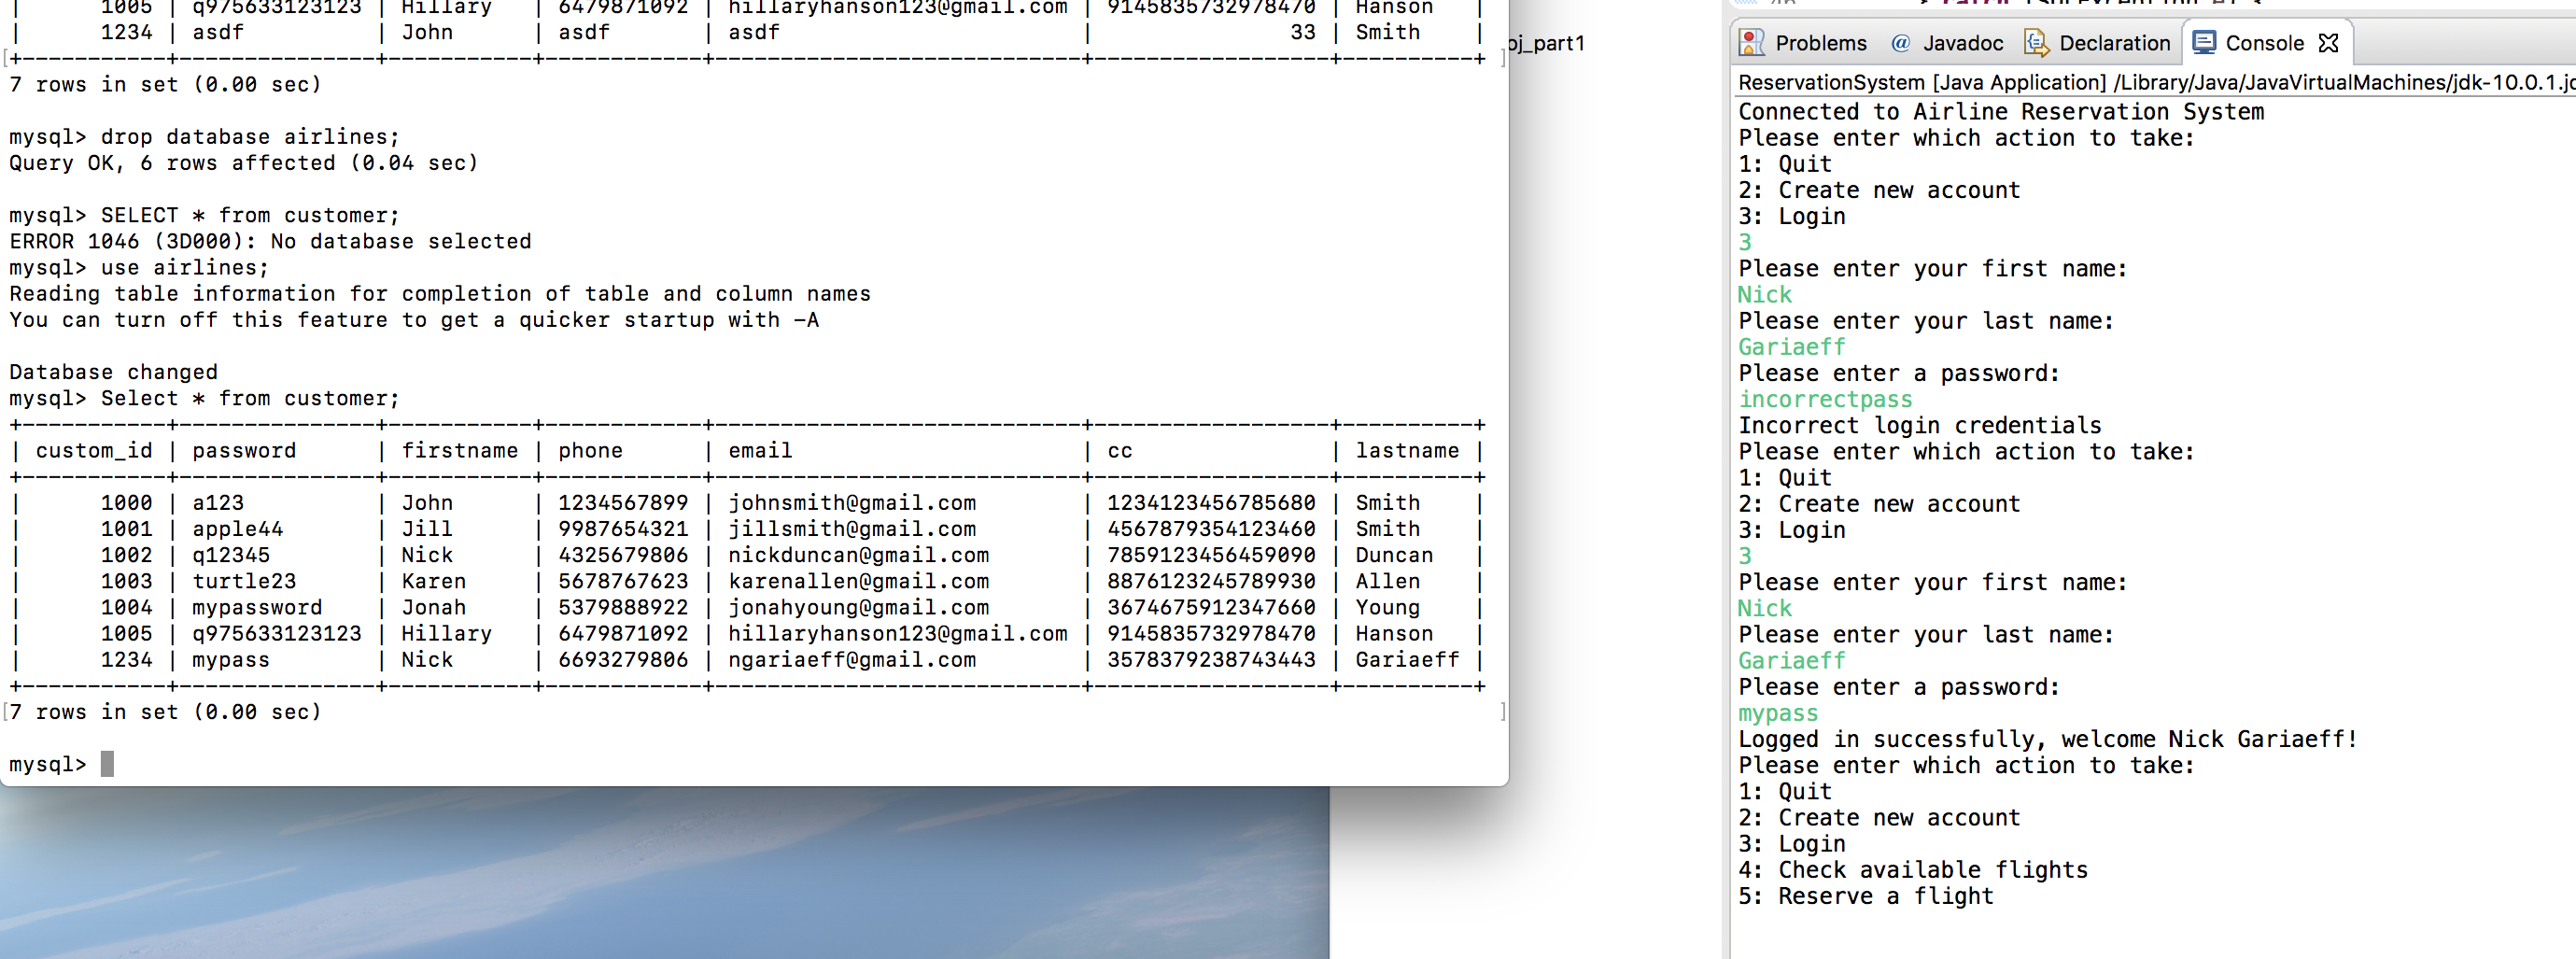 |      1005 | q975633123123 | Hillary   | 6479871092 | hillaryhanson123@gmail.com | 9145835732978470 | Hanson   |
|      1234 | asdf          | John      | asdf       | asdf                       |               33 | Smith    |
[+-----------+---------------+-----------+------------+----------------------------+------------------+----------+ ]
7 rows in set (0.00 sec)
mysql> drop database airlines;
Query OK, 6 rows affected (0.04 sec)
mysql> SELECT * from customer;
ERROR 1046 (3D000): No database selected
mysql> use airlines;
Reading table information for completion of table and column names
You can turn off this feature to get a quicker startup with -A
Database changed
mysql> Select * from customer;
+-----------+---------------+-----------+------------+----------------------------+------------------+----------+
| custom_id | password      | firstname | phone      | email                      | cc               | lastname |
+-----------+---------------+-----------+------------+----------------------------+------------------+----------+
|      1000 | a123          | John      | 1234567899 | johnsmith@gmail.com        | 1234123456785680 | Smith    |
|      1001 | apple44       | Jill      | 9987654321 | jillsmith@gmail.com        | 4567879354123460 | Smith    |
|      1002 | q12345        | Nick      | 4325679806 | nickduncan@gmail.com       | 7859123456459090 | Duncan   |
|      1003 | turtle23      | Karen     | 5678767623 | karenallen@gmail.com       | 8876123245789930 | Allen    |
|      1004 | mypassword    | Jonah     | 5379888922 | jonahyoung@gmail.com       | 3674675912347660 | Young    |
|      1005 | q975633123123 | Hillary   | 6479871092 | hillaryhanson123@gmail.com | 9145835732978470 | Hanson   |
|      1234 | mypass        | Nick      | 6693279806 | ngariaeff@gmail.com        | 3578379238743443 | Gariaeff |
+-----------+---------------+-----------+------------+----------------------------+------------------+----------+
[7 rows in set (0.00 sec) ]
mysql>
oj_part1
Problems @ Javadoc Declaration Console
ReservationSystem [Java Application] /Library/Java/JavaVirtualMachines/jdk-10.0.1.jd
Connected to Airline Reservation System
Please enter which action to take:
1: Quit
2: Create new account
3: Login
3
Please enter your first name:
Nick
Please enter your last name:
Gariaeff
Please enter a password:
incorrectpass
Incorrect login credentials
Please enter which action to take:
1: Quit
2: Create new account
3: Login
3
Please enter your first name:
Nick
Please enter your last name:
Gariaeff
Please enter a password:
mypass
Logged in successfully, welcome Nick Gariaeff!
Please enter which action to take:
1: Quit
2: Create new account
3: Login
4: Check available flights
5: Reserve a flight